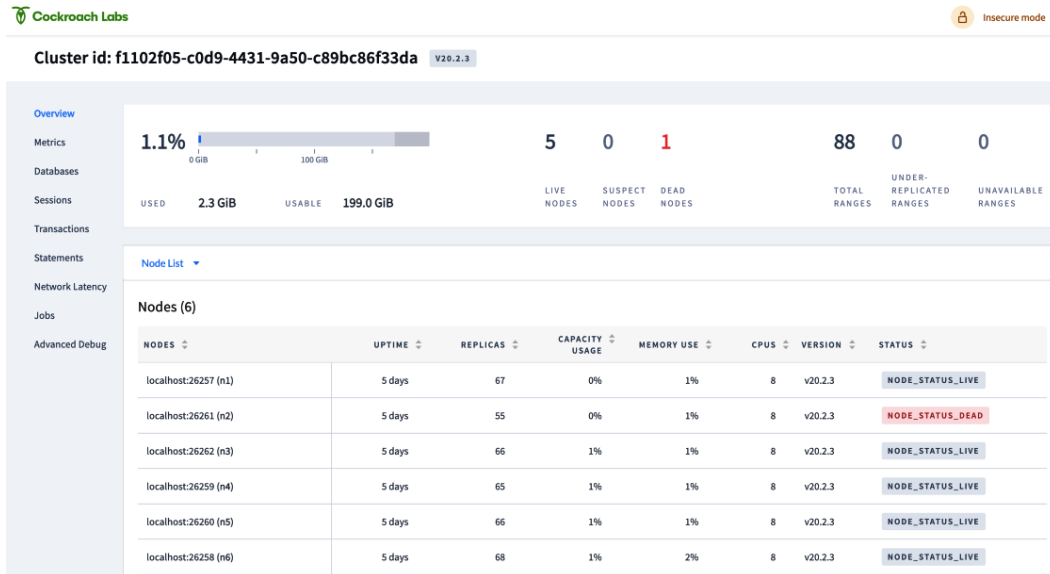 Cockroach Labs
Insecure mode
Cluster id: f1102f05-c0d9-4431-9a50-c89bc86f33da V20.2.3
Overview
Metrics
Databases
Sessions
Transactions
Statements
Network Latency
Jobs
Advanced Debug
1.1%
0 GiB 100 GiB
USED 2.3 GiB USABLE 199.0 GiB
5 0 1
LIVE NODES
SUSPECT NODES
DEAD NODES
88 0 0
TOTAL RANGES
UNDER-REPLICATED RANGES
UNAVAILABLE RANGES
Node List
Nodes (6)
NODES UPTIME REPLICAS CAPACITY USAGE MEMORY USE CPUS VERSION STATUS
localhost:26257 (n1) 5 days 67 0% 1% 8 v20.2.3 NODE_STATUS_LIVE
localhost:26261 (n2) 5 days 55 0% 1% 8 v20.2.3 NODE_STATUS_DEAD
localhost:26262 (n3) 5 days 66 1% 1% 8 v20.2.3 NODE_STATUS_LIVE
localhost:26259 (n4) 5 days 65 1% 1% 8 v20.2.3 NODE_STATUS_LIVE
localhost:26260 (n5) 5 days 66 1% 1% 8 v20.2.3 NODE_STATUS_LIVE
localhost:26258 (n6) 5 days 68 1% 2% 8 v20.2.3 NODE_STATUS_LIVE